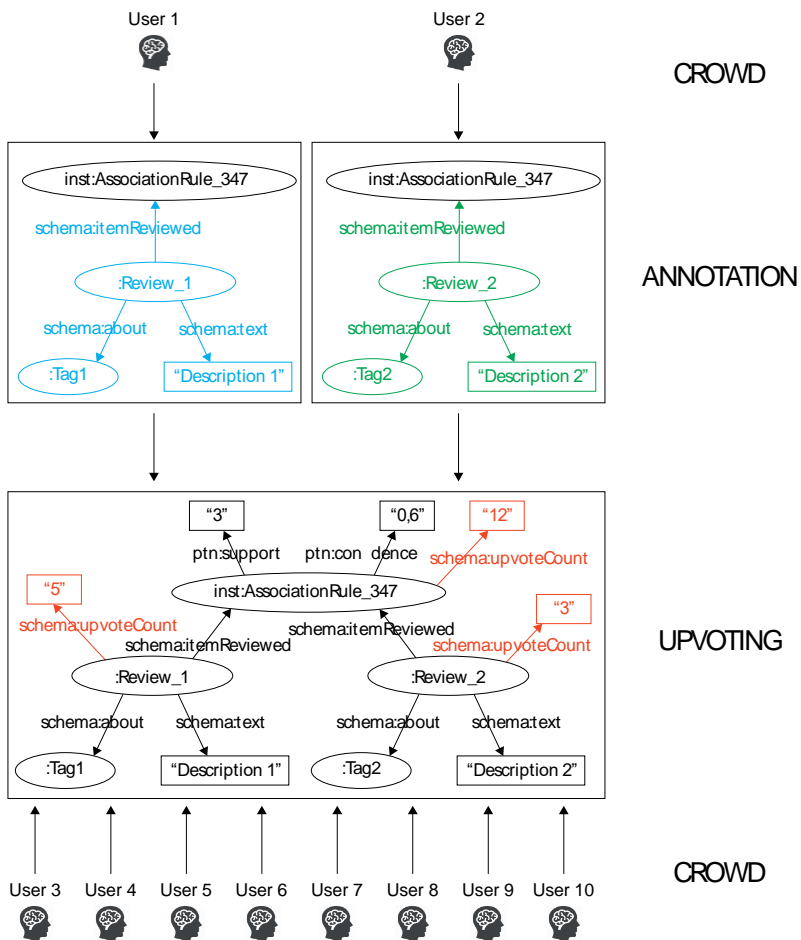 User 1
User 2
CROWD
inst:AssociationRule_347
inst:AssociationRule_347
schema:itemReviewed
schema:itemReviewed
:Review_1
:Review_2
ANNOTATION
schema:about
schema:text
schema:about
schema:text
:Tag1
“Description 1”
:Tag2
“Description 2”
“3”
“0,6”
“12”
ptn:support
ptn:con dence
schema:upvoteCount
“5”
inst:AssociationRule_347
“3”
schema:upvoteCount
schema:itemReviewed
schema:itemReviewed
schema:upvoteCount
UPVOTING
:Review_1
:Review_2
schema:about
schema:text
schema:about
schema:text
:Tag1
“Description 1”
:Tag2
“Description 2”
User 3
User 4
User 5
User 6
User 7
User 8
User 9
User 10
CROWD